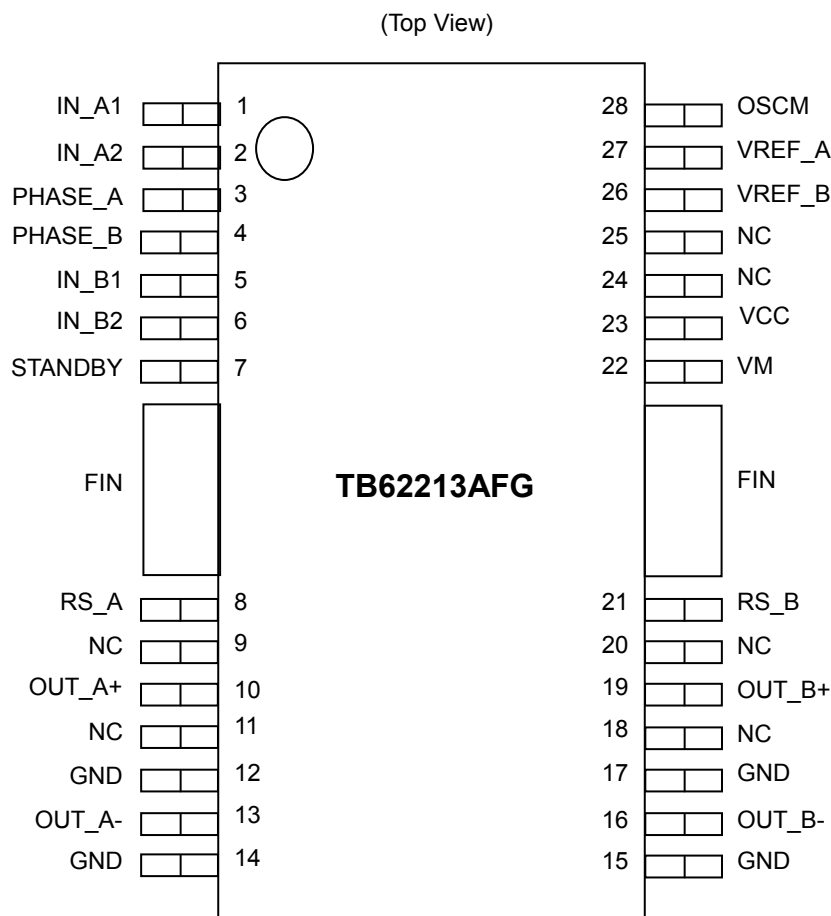 (Top View)
IN_A1 1 28 OSCM
IN_A2 2 27 VREF_A
PHASE_A 3 26 VREF_B
PHASE_B 4 25 NC
IN_B1 5 24 NC
IN_B2 6 23 VCC
STANDBY 7 22 VM
FIN TB62213AFG FIN
RS_A 8 21 RS_B
NC 9 20 NC
OUT_A+ 10 19 OUT_B+
NC 11 18 NC
GND 12 17 GND
OUT_A- 13 16 OUT_B-
GND 14 15 GND